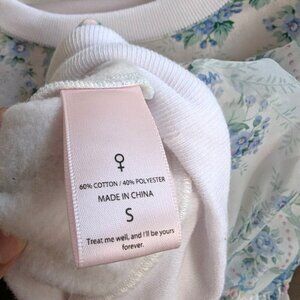 60% COTTON / 40% POLYESTER
MADE IN CHINA
S
Treat me well, and I'll be yours
forever.